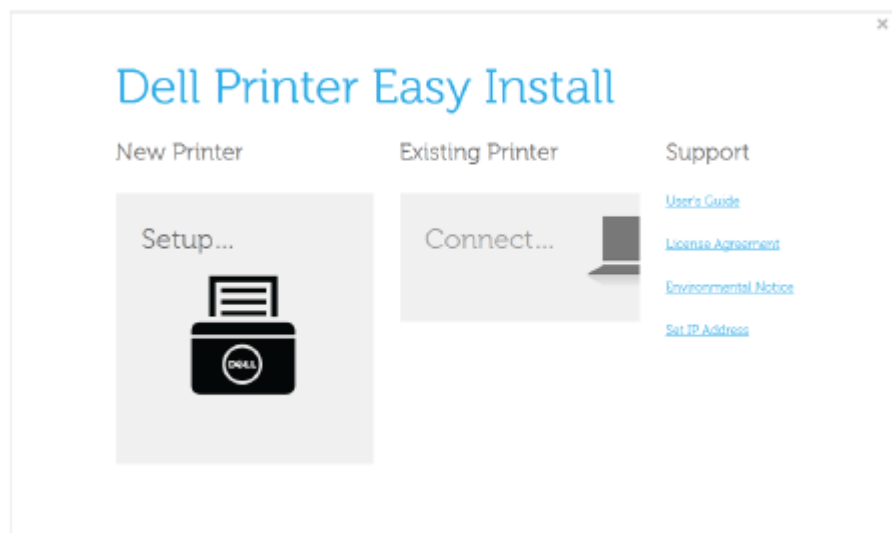 Dell Printer Easy Install
New Printer
Setup...
DELL
Existing Printer
Connect...
Support
User's Guide
License Agreement
Environmental Notice
Set IP Address